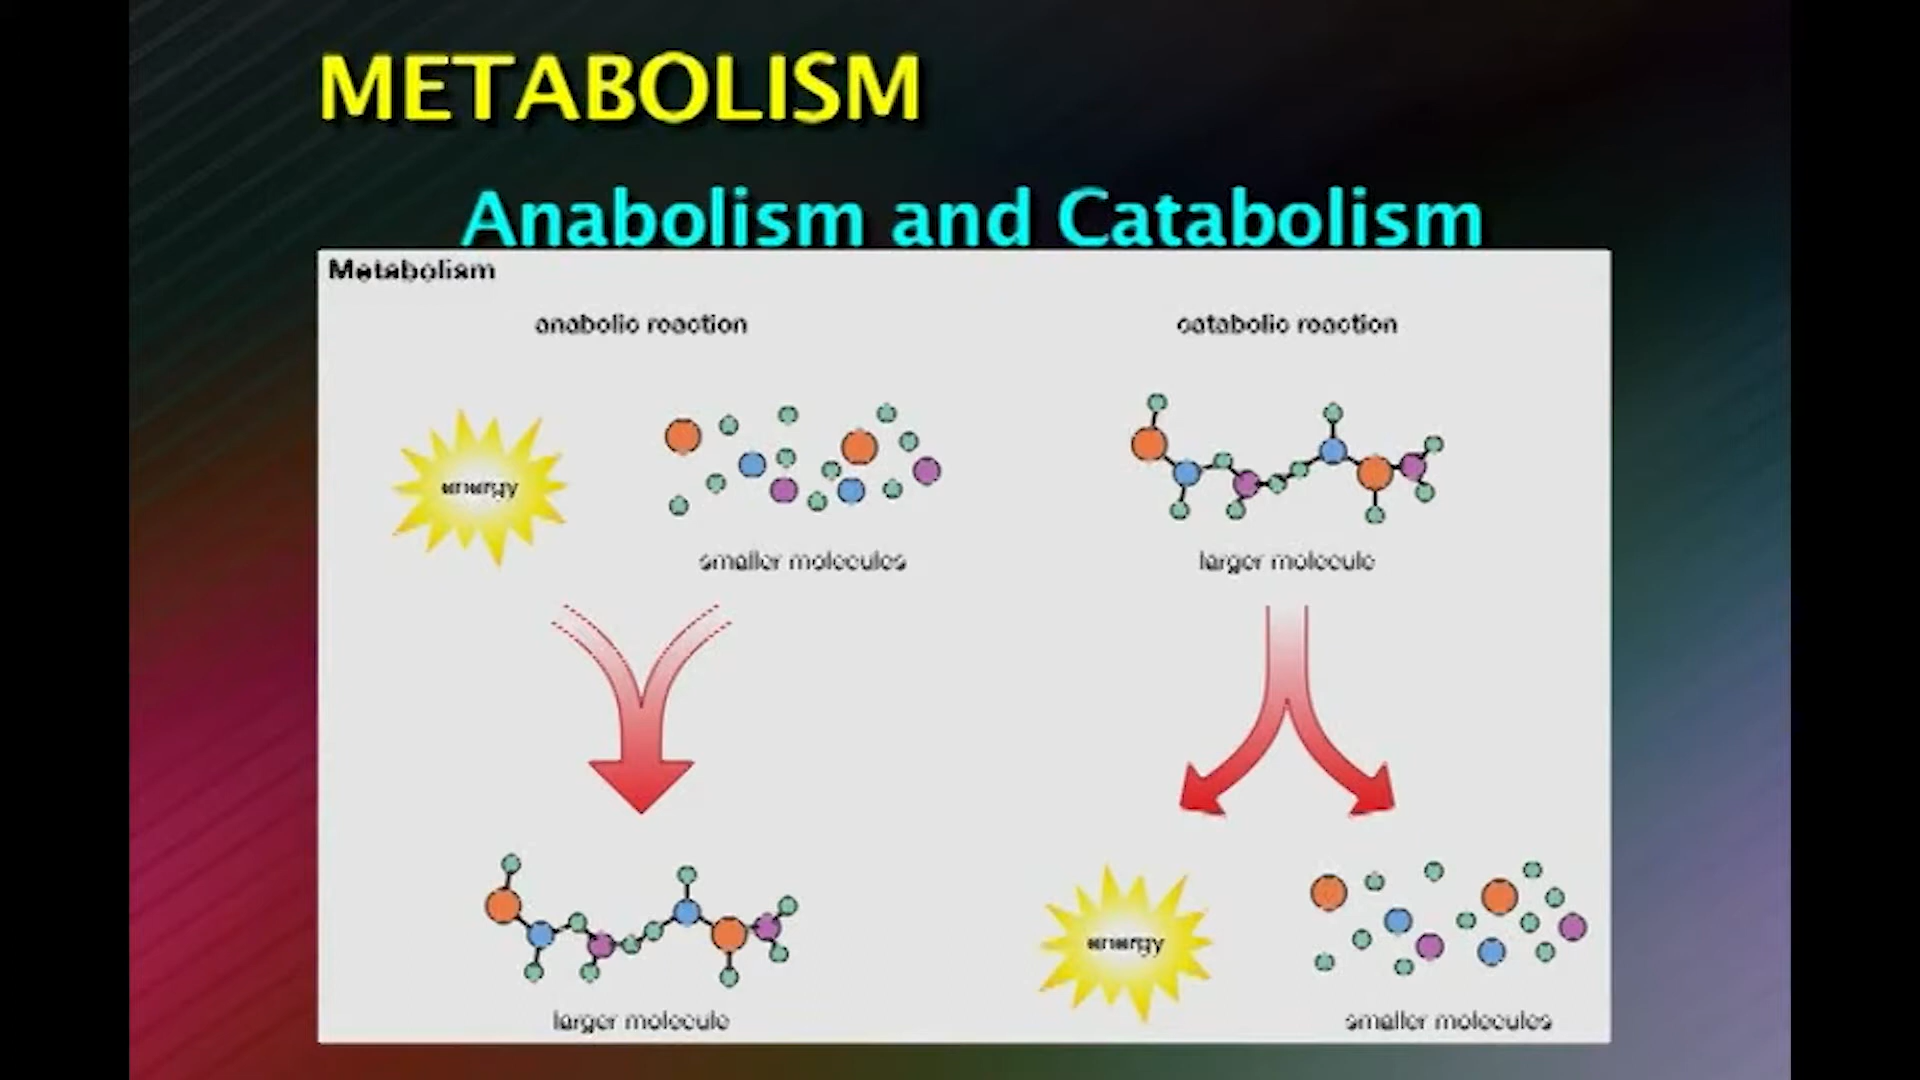 METABOLISM
Anabolism and Catabolism
Metabolism
anabolic reaction
catabolic reaction
energy
smaller molecules
larger molecule
larger molecule
energy
smaller molecules